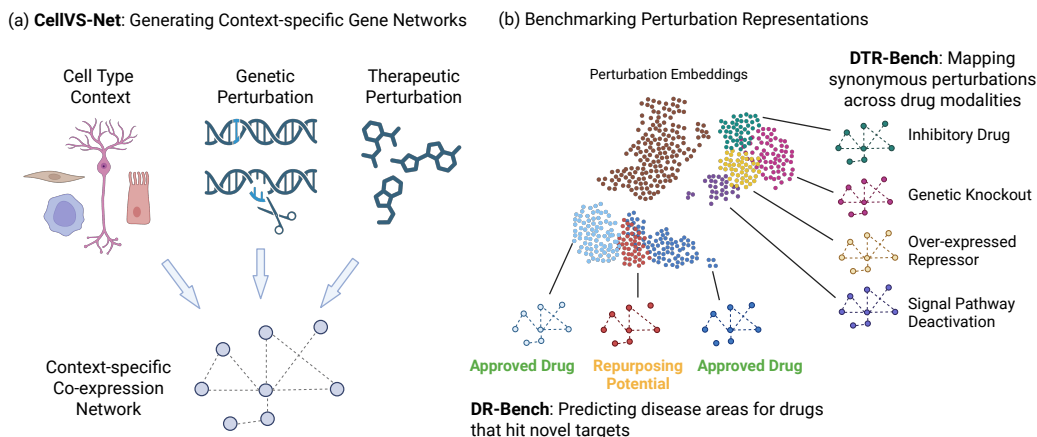 (a) CellVS-Net: Generating Context-specific Gene Networks
Cell Type
Context
Genetic
Perturbation
Therapeutic
Perturbation
Context-specific
Co-expression
Network
(b) Benchmarking Perturbation Representations
Perturbation Embeddings
DTR-Bench: Mapping
synonymous perturbations
across drug modalities
Inhibitory Drug
Genetic Knockout
Over-expressed
Repressor
Signal Pathway
Deactivation
Approved Drug
Repurposing
Potential
Approved Drug
DR-Bench: Predicting disease areas for drugs
that hit novel targets